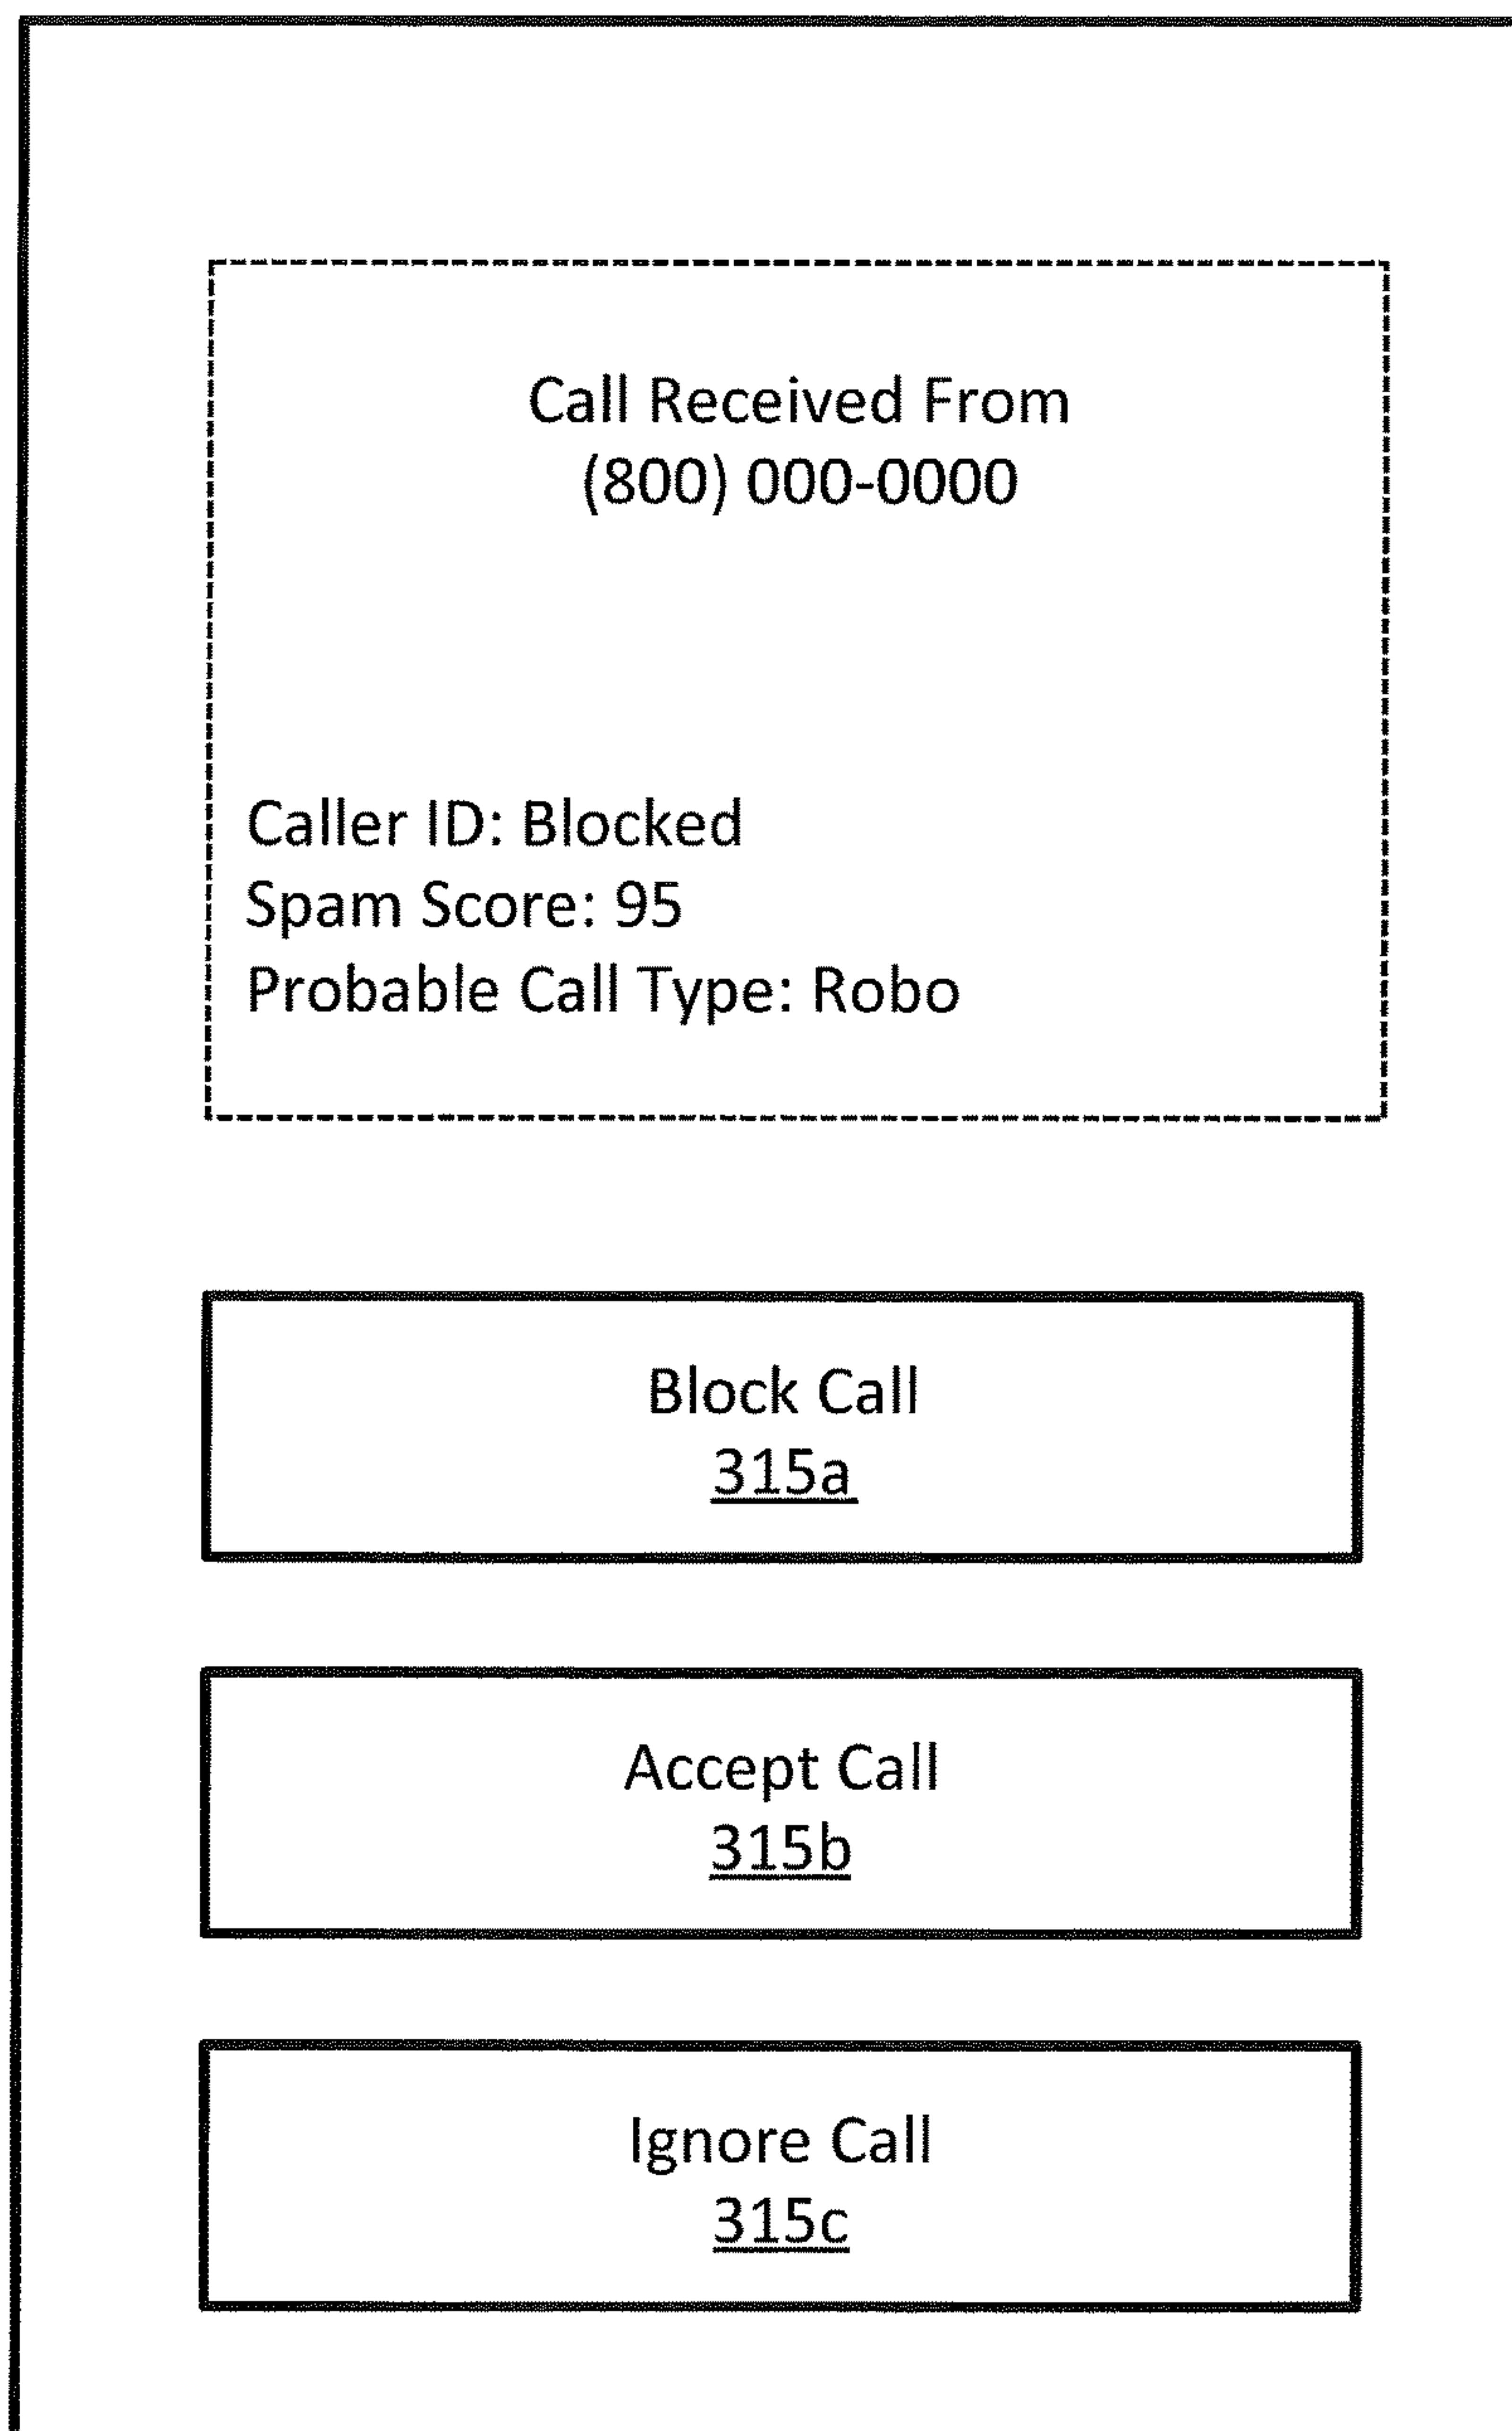 Call Received From
(800) 000-0000
Caller ID: Blocked
Spam Score: 95
Probable Call Type: Robo
Block Call
315a
Accept Call
315b
Ignore Call
315c